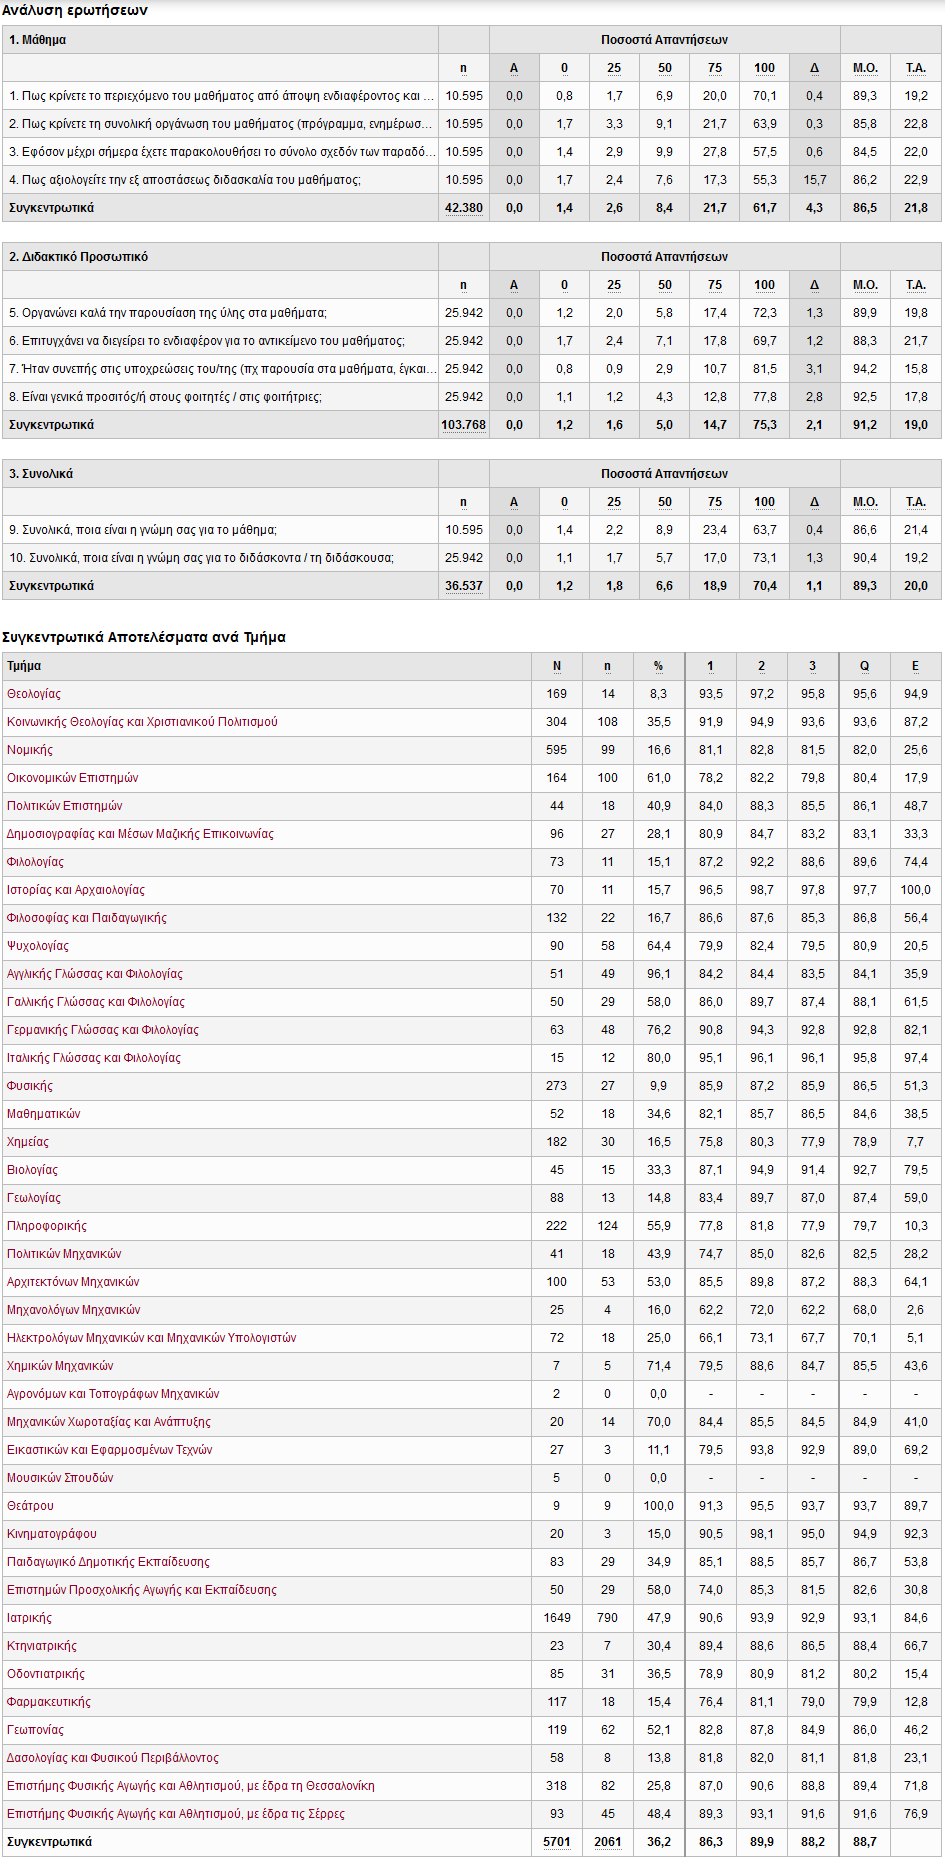 Ανάλυση ερωτήσεων
1. Μάθημα Ποσοστά Απαντήσεων
n Α 0 25 50 75 100 Δ Μ.Ο. Τ.Α.
1. Πως κρίνετε το περιεχόμενο του μαθήματος από άποψη ενδιαφέροντος και ... 10.595 0,0 0,8 1,7 6,9 20,0 70,1 0,4 89,3 19,2
2. Πως κρίνετε τη συνολική οργάνωση του μαθήματος (πρόγραμμα, ενημέρωσ... 10.595 0,0 1,7 3,3 9,1 21,7 63,9 0,3 85,8 22,8
3. Εφόσον μέχρι σήμερα έχετε παρακολουθήσει το σύνολο σχεδόν των παραδό... 10.595 0,0 1,4 2,9 9,9 27,8 57,5 0,6 84,5 22,0
4. Πως αξιολογείτε την εξ αποστάσεως διδασκαλία του μαθήματος; 10.595 0,0 1,7 2,4 7,6 17,3 55,3 15,7 86,2 22,9
Συγκεντρωτικά 42.380 0,0 1,4 2,6 8,4 21,7 61,7 4,3 86,5 21,8
2. Διδακτικό Προσωπικό Ποσοστά Απαντήσεων
n Α 0 25 50 75 100 Δ Μ.Ο. Τ.Α.
5. Οργανώνει καλά την παρουσίαση της ύλης στα μαθήματα; 25.942 0,0 1,2 2,0 5,8 17,4 72,3 1,3 89,9 19,8
6. Επιτυγχάνει να διεγείρει το ενδιαφέρον για το αντικείμενο του μαθήματος; 25.942 0,0 1,7 2,4 7,1 17,8 69,7 1,2 88,3 21,7
7. Ήταν συνεπής στις υποχρεώσεις του/της (πχ παρουσία στα μαθήματα, έγκαι... 25.942 0,0 0,8 0,9 2,9 10,7 81,5 3,1 94,2 15,8
8. Είναι γενικά προσιτός/ή στους φοιτητές / στις φοιτήτριες; 25.942 0,0 1,1 1,2 4,3 12,8 77,8 2,8 92,5 17,8
Συγκεντρωτικά 103.768 0,0 1,2 1,6 5,0 14,7 75,3 2,1 91,2 19,0
3. Συνολικά Ποσοστά Απαντήσεων
n Α 0 25 50 75 100 Δ Μ.Ο. Τ.Α.
9. Συνολικά, ποια είναι η γνώμη σας για το μάθημα; 10.595 0,0 1,4 2,2 8,9 23,4 63,7 0,4 86,6 21,4
10. Συνολικά, ποια είναι η γνώμη σας για το διδάσκοντα / τη διδάσκουσα; 25.942 0,0 1,1 1,7 5,7 17,0 73,1 1,3 90,4 19,2
Συγκεντρωτικά 36.537 0,0 1,2 1,8 6,6 18,9 70,4 1,1 89,3 20,0
Συγκεντρωτικά Αποτελέσματα ανά Τμήμα
Τμήμα N n % 1 2 3 Q E
Θεολογίας 169 14 8,3 93,5 97,2 95,8 95,6 94,9
Κοινωνικής Θεολογίας και Χριστιανικού Πολιτισμού 304 108 35,5 91,9 94,9 93,6 93,6 87,2
Νομικής 595 99 16,6 81,1 82,8 81,5 82,0 25,6
Οικονομικών Επιστημών 164 100 61,0 78,2 82,2 79,8 80,4 17,9
Πολιτικών Επιστημών 44 18 40,9 84,0 88,3 85,5 86,1 48,7
Δημοσιογραφίας και Μέσων Μαζικής Επικοινωνίας 96 27 28,1 80,9 84,7 83,2 83,1 33,3
Φιλολογίας 73 11 15,1 87,2 92,2 88,6 89,6 74,4
Ιστορίας και Αρχαιολογίας 70 11 15,7 96,5 98,7 97,8 97,7 100,0
Φιλοσοφίας και Παιδαγωγικής 132 22 16,7 86,6 87,6 85,3 86,8 56,4
Ψυχολογίας 90 58 64,4 79,9 82,4 79,5 80,9 20,5
Αγγλικής Γλώσσας και Φιλολογίας 51 49 96,1 84,2 84,4 83,5 84,1 35,9
Γαλλικής Γλώσσας και Φιλολογίας 50 29 58,0 86,0 89,7 87,4 88,1 61,5
Γερμανικής Γλώσσας και Φιλολογίας 63 48 76,2 90,8 94,3 92,8 92,8 82,1
Ιταλικής Γλώσσας και Φιλολογίας 15 12 80,0 95,1 96,1 96,1 95,8 97,4
Φυσικής 273 27 9,9 85,9 87,2 85,9 86,5 51,3
Μαθηματικών 52 18 34,6 82,1 85,7 86,5 84,6 38,5
Χημείας 182 30 16,5 75,8 80,3 77,9 78,9 7,7
Βιολογίας 45 15 33,3 87,1 94,9 91,4 92,7 79,5
Γεωλογίας 88 13 14,8 83,4 89,7 87,0 87,4 59,0
Πληροφορικής 222 124 55,9 77,8 81,8 77,9 79,7 10,3
Πολιτικών Μηχανικών 41 18 43,9 74,7 85,0 82,6 82,5 28,2
Αρχιτεκτόνων Μηχανικών 100 53 53,0 85,5 89,8 87,2 88,3 64,1
Μηχανολόγων Μηχανικών 25 4 16,0 62,2 72,0 62,2 68,0 2,6
Ηλεκτρολόγων Μηχανικών και Μηχανικών Υπολογιστών 72 18 25,0 66,1 73,1 67,7 70,1 5,1
Χημικών Μηχανικών 7 5 71,4 79,5 88,6 84,7 85,5 43,6
Αγρονόμων και Τοπογράφων Μηχανικών 2 0 0,0 - - - - -
Μηχανικών Χωροταξίας και Ανάπτυξης 20 14 70,0 84,4 85,5 84,5 84,9 41,0
Εικαστικών και Εφαρμοσμένων Τεχνών 27 3 11,1 79,5 93,8 92,9 89,0 69,2
Μουσικών Σπουδών 5 0 0,0 - - - - -
Θεάτρου 9 9 100,0 91,3 95,5 93,7 93,7 89,7
Κινηματογράφου 20 3 15,0 90,5 98,1 95,0 94,9 92,3
Παιδαγωγικό Δημοτικής Εκπαίδευσης 83 29 34,9 85,1 88,5 85,7 86,7 53,8
Επιστημών Προσχολικής Αγωγής και Εκπαίδευσης 50 29 58,0 74,0 85,3 81,5 82,6 30,8
Ιατρικής 1649 790 47,9 90,6 93,9 92,9 93,1 84,6
Κτηνιατρικής 23 7 30,4 89,4 88,6 86,5 88,4 66,7
Οδοντιατρικής 85 31 36,5 78,9 80,9 81,2 80,2 15,4
Φαρμακευτικής 117 18 15,4 76,4 81,1 79,0 79,9 12,8
Γεωπονίας 119 62 52,1 82,8 87,8 84,9 86,0 46,2
Δασολογίας και Φυσικού Περιβάλλοντος 58 8 13,8 81,8 82,0 81,1 81,8 23,1
Επιστήμης Φυσικής Αγωγής και Αθλητισμού, με έδρα τη Θεσσαλονίκη 318 82 25,8 87,0 90,6 88,8 89,4 71,8
Επιστήμης Φυσικής Αγωγής και Αθλητισμού, με έδρα τις Σέρρες 93 45 48,4 89,3 93,1 91,6 91,6 76,9
Συγκεντρωτικά 5701 2061 36,2 86,3 89,9 88,2 88,7